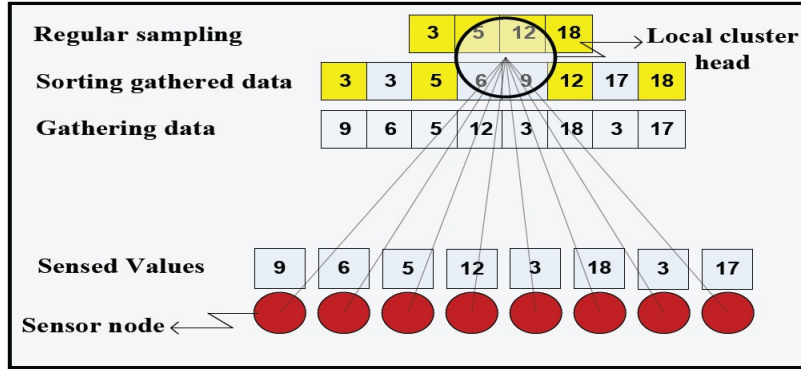 Regular sampling 3 5 12 18
Local cluster head
Sorting gathered data 3 3 5 6 9 12 17 18
Gathering data 9 6 5 12 3 18 3 17
Sensed Values 9 6 5 12 3 18 3 17
Sensor node